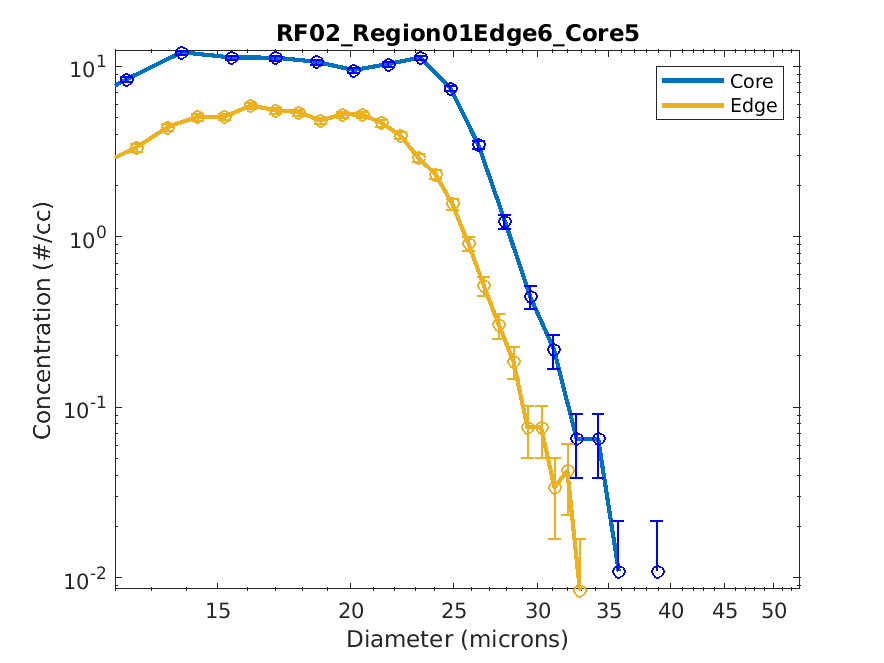 RF02_Region01Edge6_Core5
Core
Edge
10^1
10^0
10^-1
10^-2
Concentration (#/cc)
15 20 25 30 35 40 45 50
Diameter (microns)